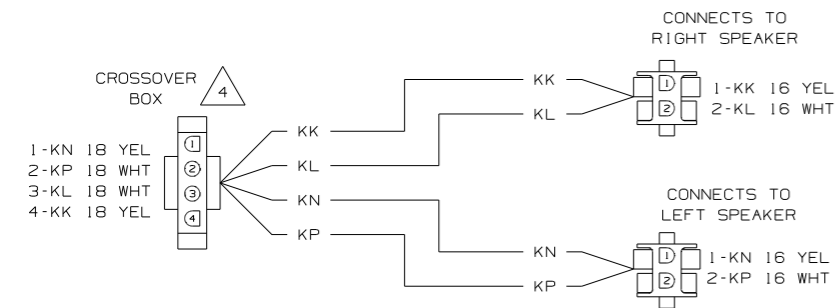 CONNECTS TO
RIGHT SPEAKER
1
2
1-KK 16 YEL
2-KL 16 WHT
CROSSOVER
BOX
4
1-KN 18 YEL
2-KP 18 WHT
3-KL 18 WHT
4-KK 18 YEL
1
2
3
4
KK
KL
KN
KP
KK
KL
KN
KP
CONNECTS TO
LEFT SPEAKER
1
2
1-KN 16 YEL
2-KP 16 WHT